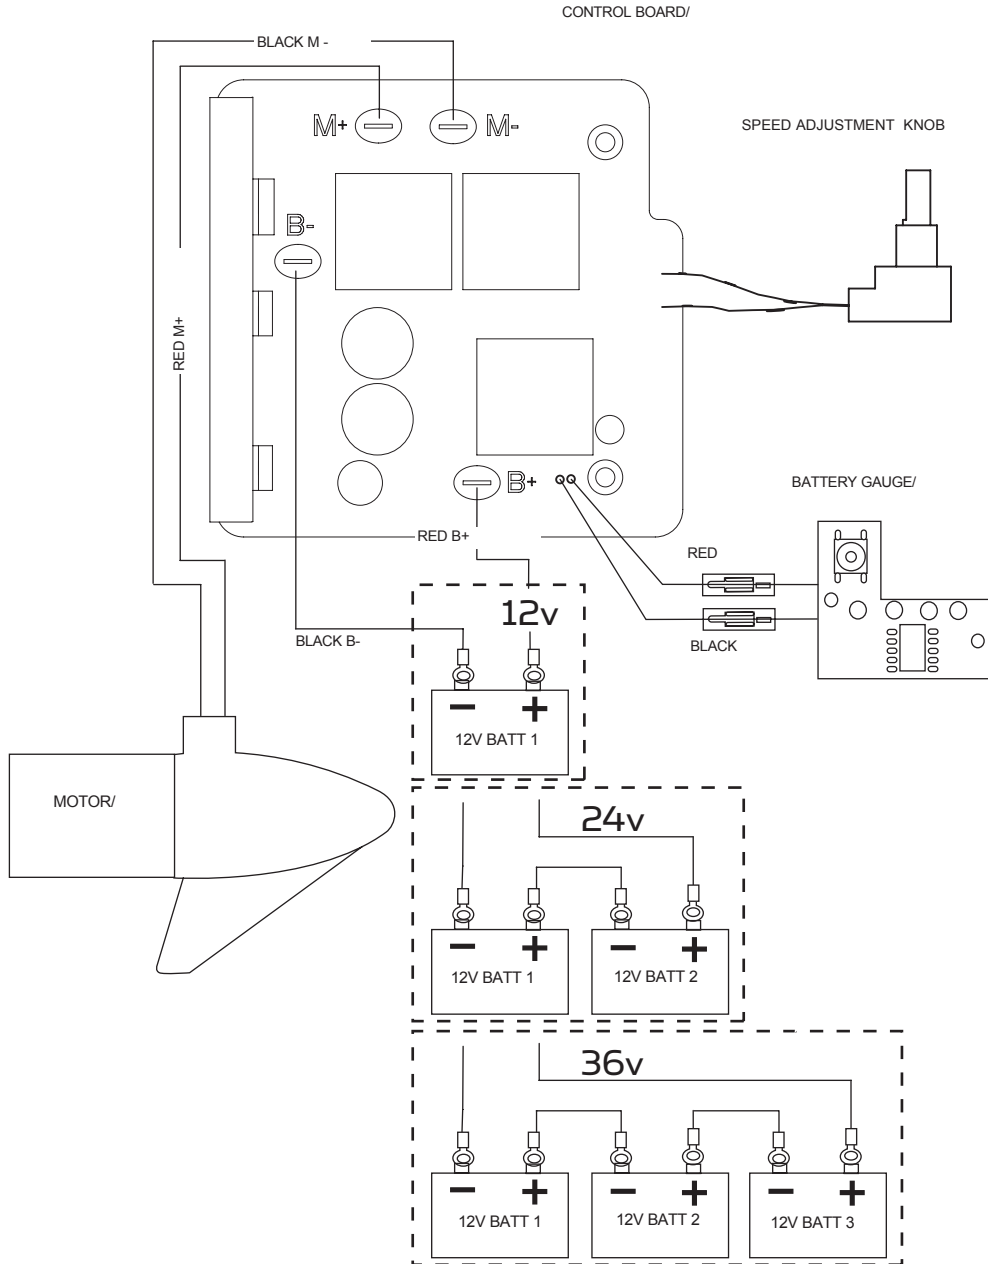 CONTROL BOARD/
BLACK M -
M+
M-
SPEED ADJUSTMENT KNOB
B-
RED M+
B+
BATTERY GAUGE/
RED B+
RED
12v
BLACK B-
BLACK
− +
12V BATT 1
MOTOR/
24v
− + − +
12V BATT 1 12V BATT 2
36v
− + − + − +
12V BATT 1 12V BATT 2 12V BATT 3